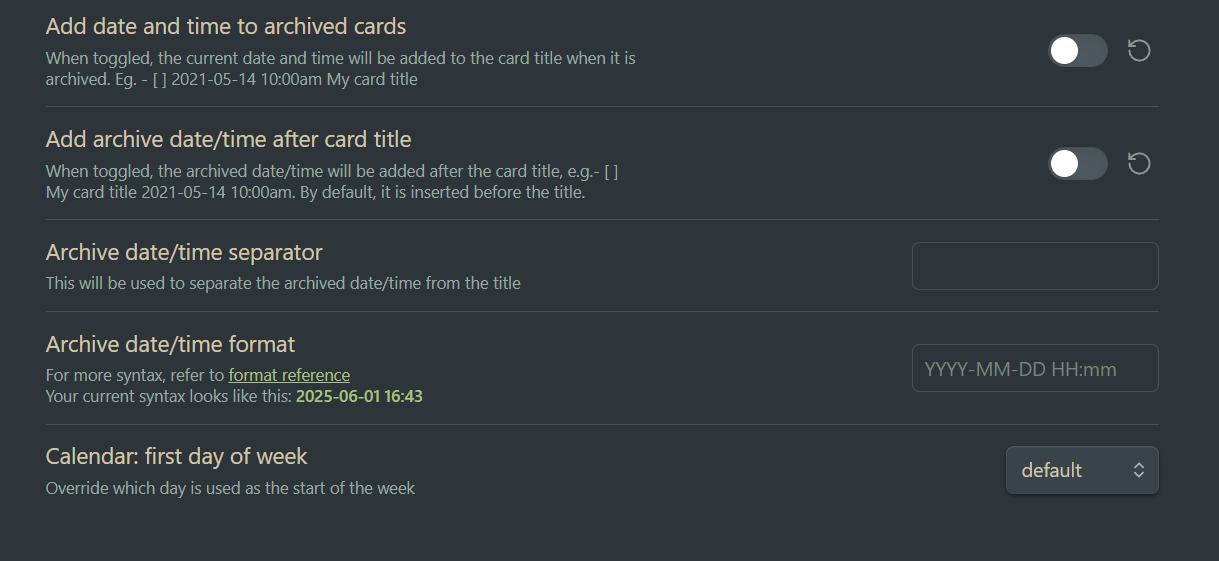 Add date and time to archived cards
When toggled, the current date and time will be added to the card title when it is
archived. Eg. - [ ] 2021-05-14 10:00am My card title
Add archive date/time after card title
When toggled, the archived date/time will be added after the card title, e.g.- [ ]
My card title 2021-05-14 10:00am. By default, it is inserted before the title.
Archive date/time separator
This will be used to separate the archived date/time from the title
Archive date/time format
For more syntax, refer to format reference
Your current syntax looks like this: 2025-06-01 16:43
YYYY-MM-DD HH:mm
Calendar: first day of week
Override which day is used as the start of the week
default